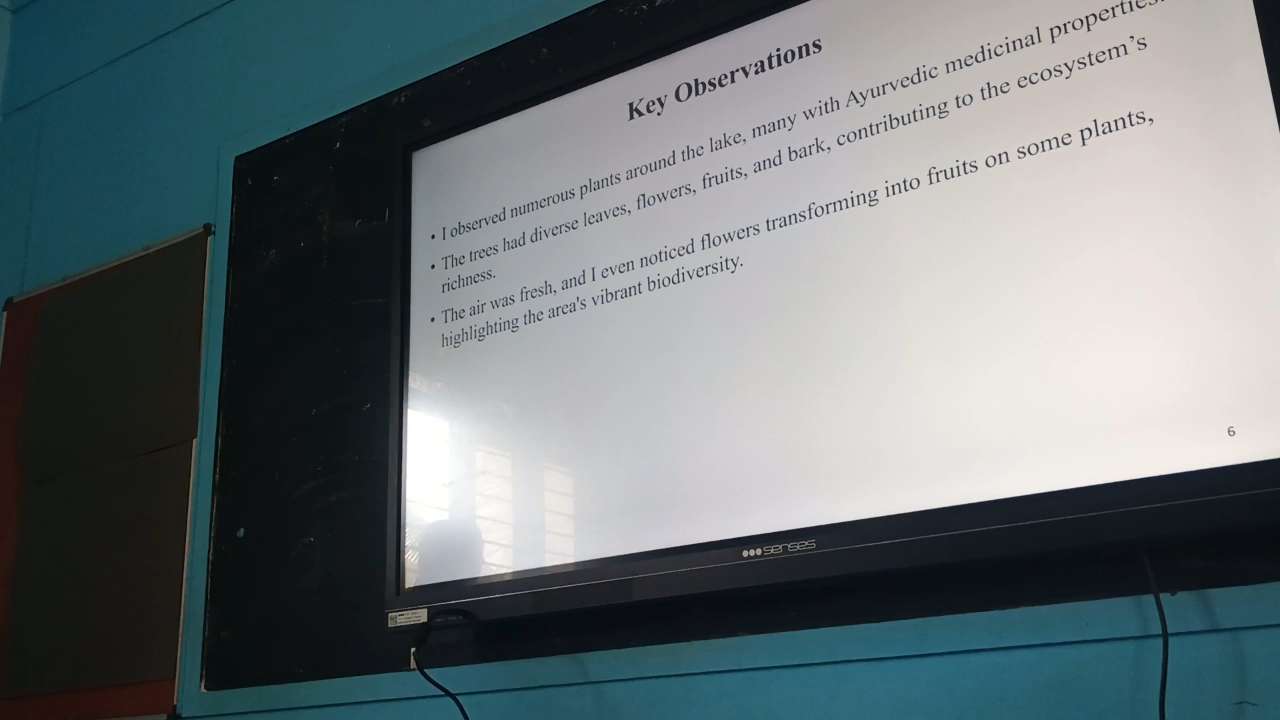 Key Observations
• I observed numerous plants around the lake, many with Ayurvedic medicinal properties.
• The trees had diverse leaves, flowers, fruits, and bark, contributing to the ecosystem’s
richness.
• The air was fresh, and I even noticed flowers transforming into fruits on some plants,
highlighting the area's vibrant biodiversity.
6
senses